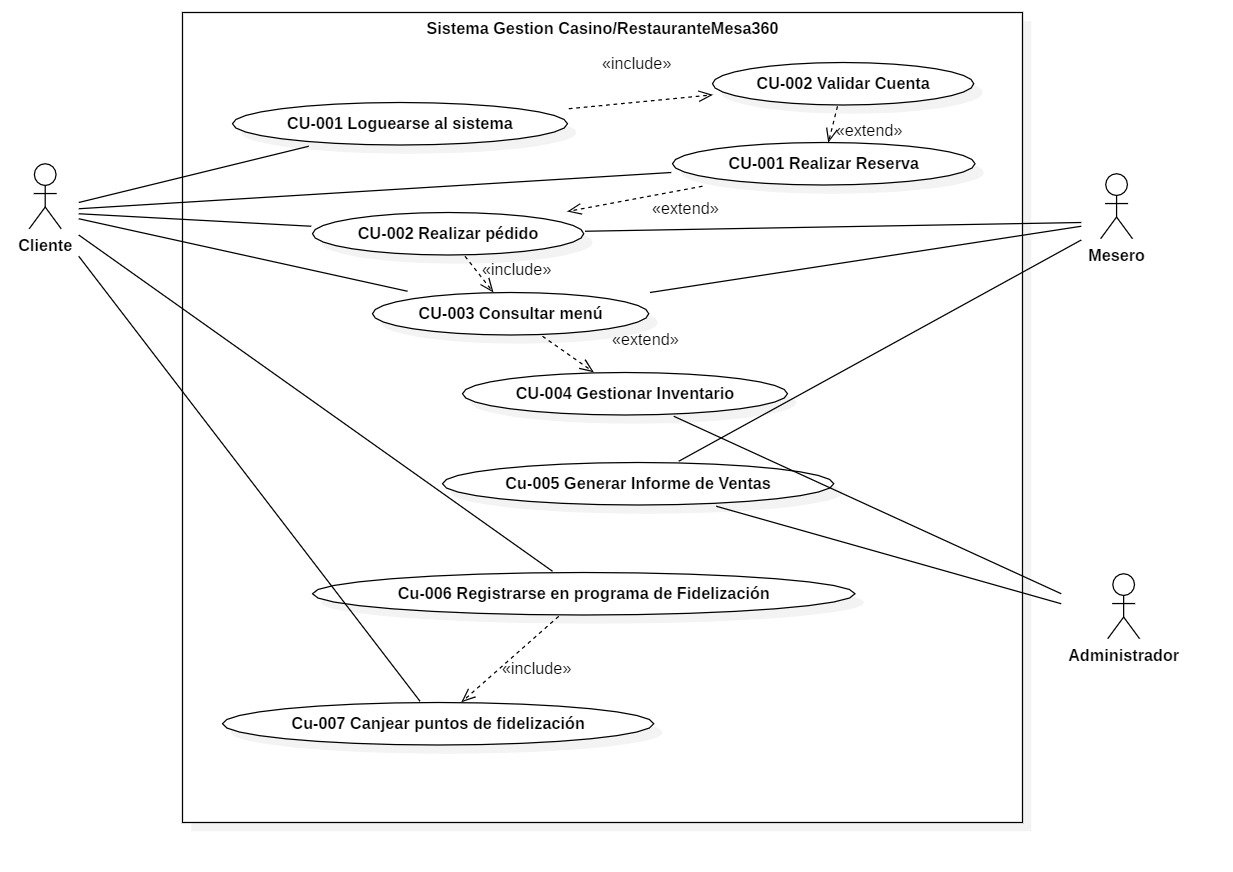 Sistema Gestion Casino/RestauranteMesa360
«include»
CU-002 Validar Cuenta
CU-001 Loguearse al sistema
«extend»
CU-001 Realizar Reserva
«extend»
CU-002 Realizar pédido
Cliente
Mesero
«include»
CU-003 Consultar menú
«extend»
CU-004 Gestionar Inventario
Cu-005 Generar Informe de Ventas
Cu-006 Registrarse en programa de Fidelización
Administrador
«include»
Cu-007 Canjear puntos de fidelización